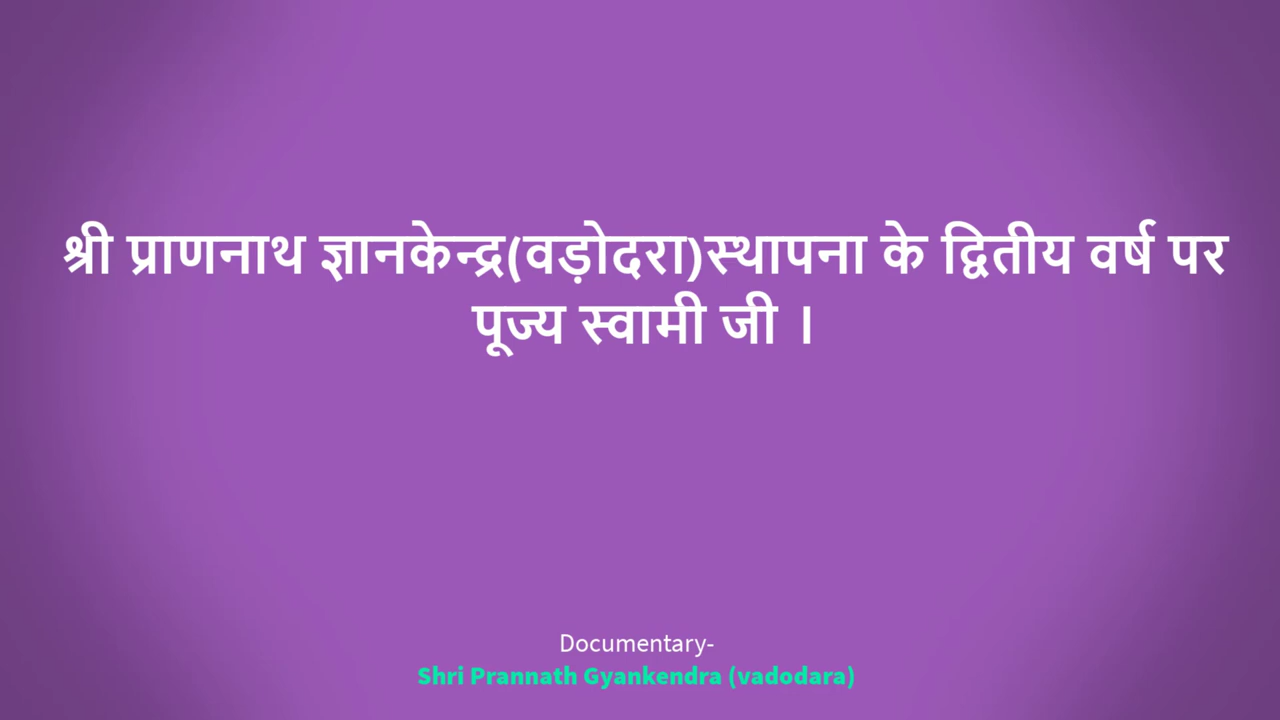 श्री प्राणनाथ ज्ञानकेन्द्र(वड़ोदरा)स्थापना के द्वितीय वर्ष पर
पूज्य स्वामी जी ।
Documentary-
Shri Prannath Gyankendra (vadodara)